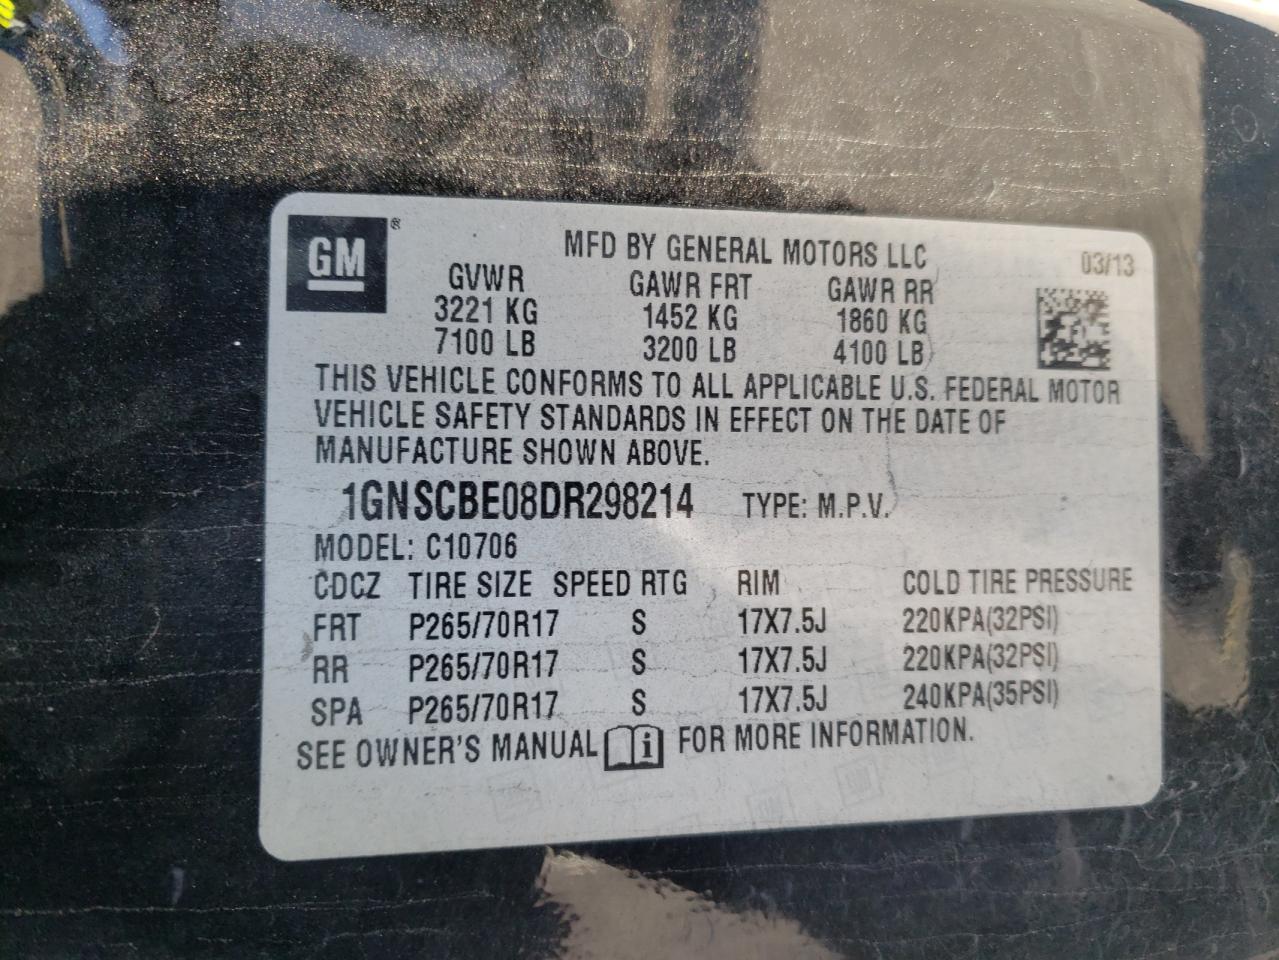 GM®
MFD BY GENERAL MOTORS LLC 03/13
GVWR GAWR FRT GAWR RR
3221 KG 1452 KG 1860 KG
7100 LB 3200 LB 4100 LB
THIS VEHICLE CONFORMS TO ALL APPLICABLE U.S. FEDERAL MOTOR
VEHICLE SAFETY STANDARDS IN EFFECT ON THE DATE OF
MANUFACTURE SHOWN ABOVE.
1GNSCBE08DR298214 TYPE: M.P.V.
MODEL: C10706
CDCZ TIRE SIZE SPEED RTG RIM COLD TIRE PRESSURE
FRT P265/70R17 S 17X7.5J 220KPA(32PSI)
RR P265/70R17 S 17X7.5J 220KPA(32PSI)
SPA P265/70R17 S 17X7.5J 240KPA(35PSI)
SEE OWNER'S MANUAL i FOR MORE INFORMATION.